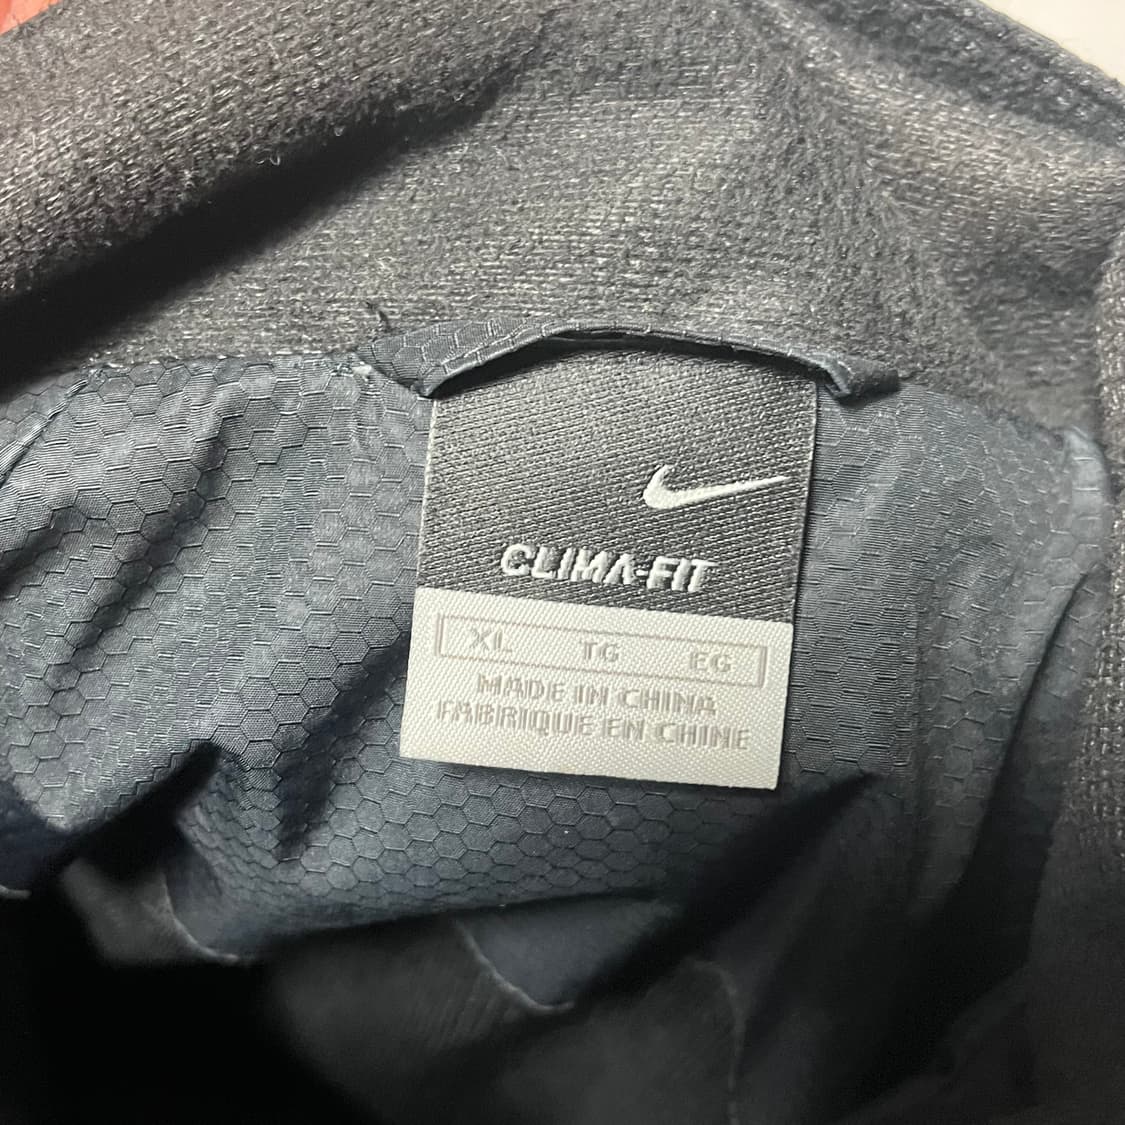 CLIMA-FIT
XL TG EG
MADE IN CHINA
FABRIQUE EN CHINE